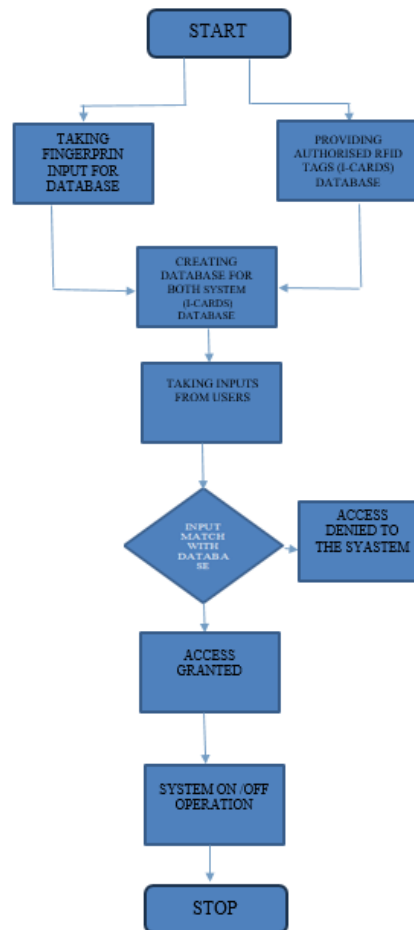 START
TAKING
FINGERPRIN
INPUT FOR
DATABASE
PROVIDING
AUTHORISED RFID
TAGS (I-CARDS)
DATABASE
CREATING
DATABASE FOR
BOTH SYSTEM
(I-CARDS)
DATABASE
TAKING INPUTS
FROM USERS
INPUT
MATCH
WITH
DATABA
SE
ACCESS
DENIED TO
THE SYASTEM
ACCESS
GRANTED
SYSTEM ON /OFF
OPERATION
STOP